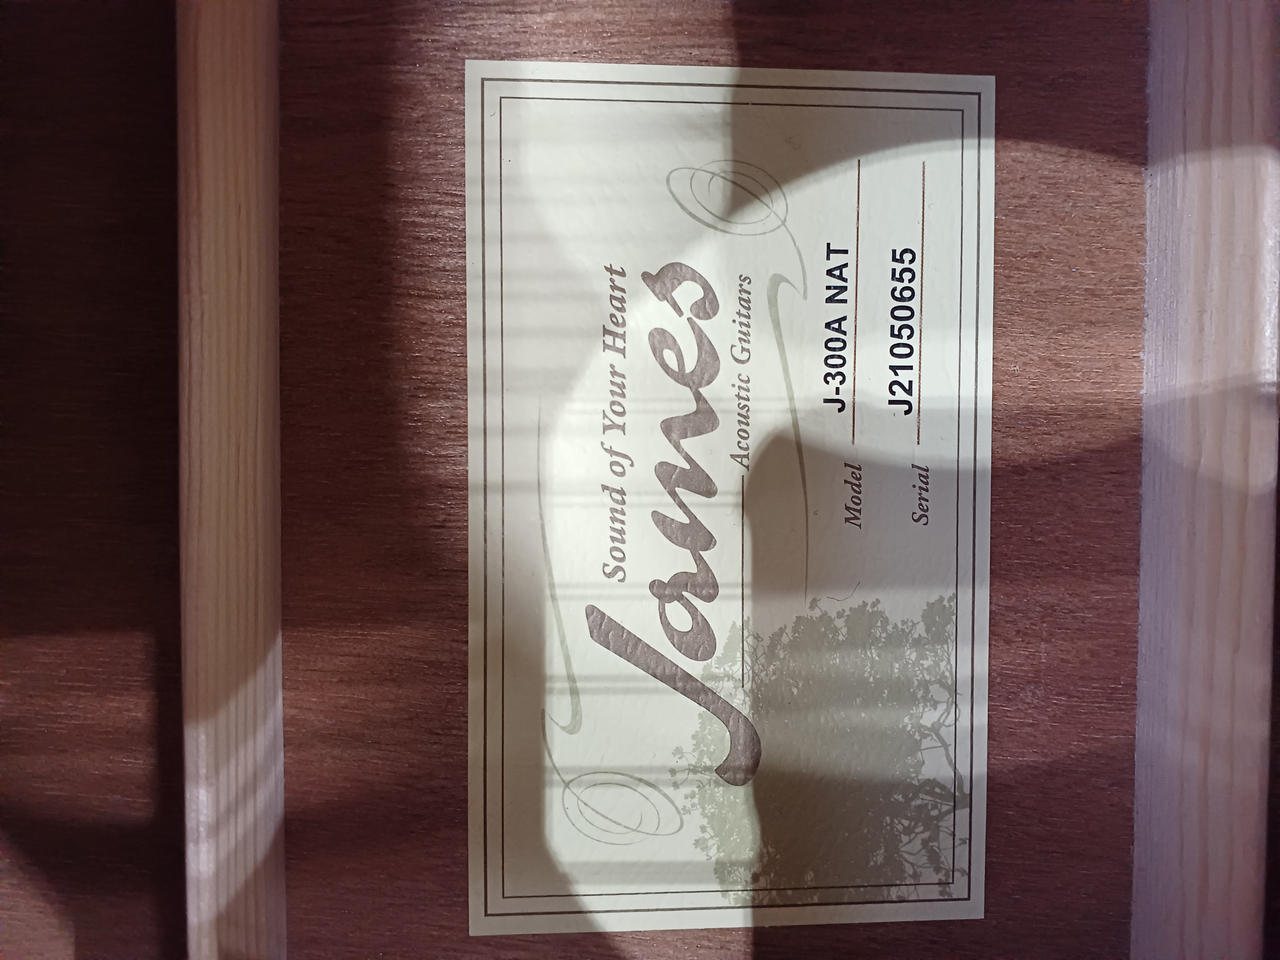 Sound of Your Heart
James
Acoustic Guitars
Model J-300A NAT
Serial J21050655